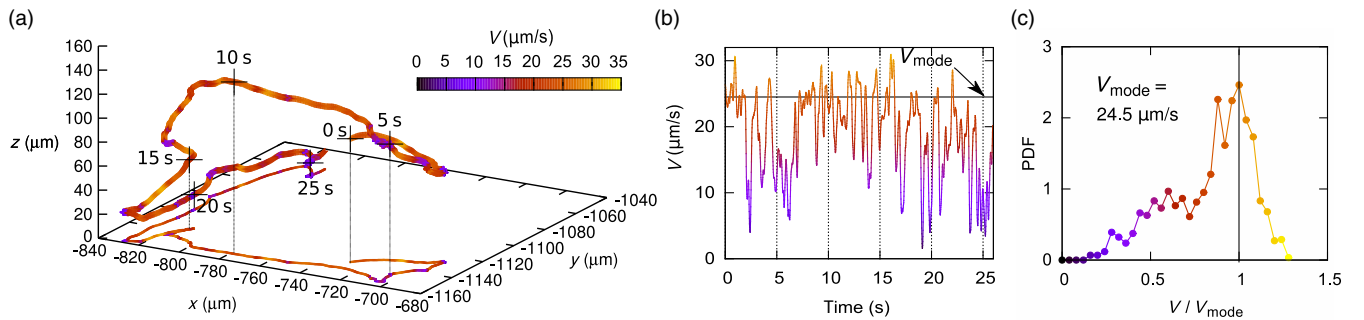 (a)
V (μm/s)
0 5 10 15 20 25 30 35
160
140
120
100
80
60
40
20
0
z (μm)
10 s
0 s
5 s
15 s
25 s
20 s
-840
-820
-800
-780
-760
-740
-720
-700
-680
x (μm)
-1160
-1140
-1120
-1100
-1080
-1060
-1040
y (μm)
(b)
V (μm/s)
30
20
10
0
Vmode
0 5 10 15 20 25
Time (s)
(c)
PDF
3
2
1
0
Vmode =
24.5 μm/s
0 0.5 1 1.5
V / Vmode